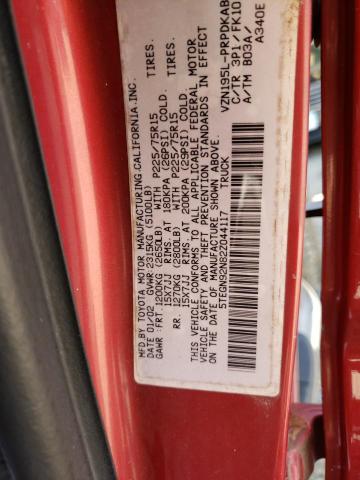 MFD.BY TOYOTA MOTOR MANUFACTURING CALIFORNIA.INC.
DATE 01/02 GVWR 2315KG (5100LB)
GAWR: FRT. 1200KG (2650LB) WITH P225/75R15 TIRES.
15X7JJ RIMS. AT 180KPA (26PSI) COLD.
RR. 1270KG (2800LB) WITH P225/75R15 TIRES.
15X7JJ RIMS. AT 200KPA (29PSI) COLD.
THIS VEHICLE CONFORMS TO ALL APPLICABLE FEDERAL MOTOR
VEHICLE SAFETY AND THEFT PREVENTION STANDARDS IN EFFECT
ON THE DATE OF MANUFACTURE SHOWN ABOVE.
5TEGN92N82Z044117 TRUCK
VZN195L-PRPDKAB
C/TR 3P1/FK10
A/TM B03A/
A340E